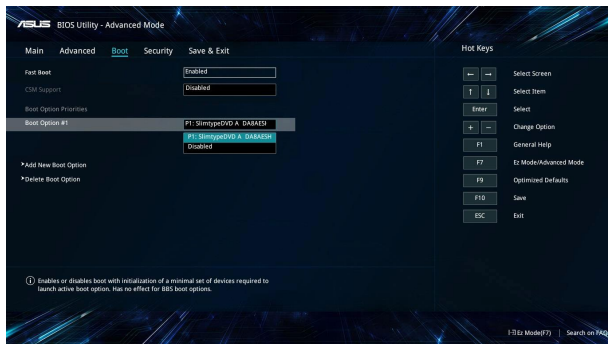 ASUS BIOS Utility - Advanced Mode
Main Advanced Boot Security Save & Exit
Fast Boot Enabled
CSM Support Disabled
Boot Option Priorities
Boot Option #1 P1: SlimtypeDVD A DA8AESH
P1: SlimtypeDVD A DA8AESH
Disabled
>Add New Boot Option
>Delete Boot Option
Enables or disables boot with initialization of a minimal set of devices required to
launch active boot option. Has no effect for BBS boot options.
Hot Keys
← → Select Screen
↑ ↓ Select Item
Enter Select
+ − Change Option
F1 General Help
F7 Ez Mode/Advanced Mode
F9 Optimized Defaults
F10 Save
ESC Exit
Ez Mode(F7) | Search on FAQ